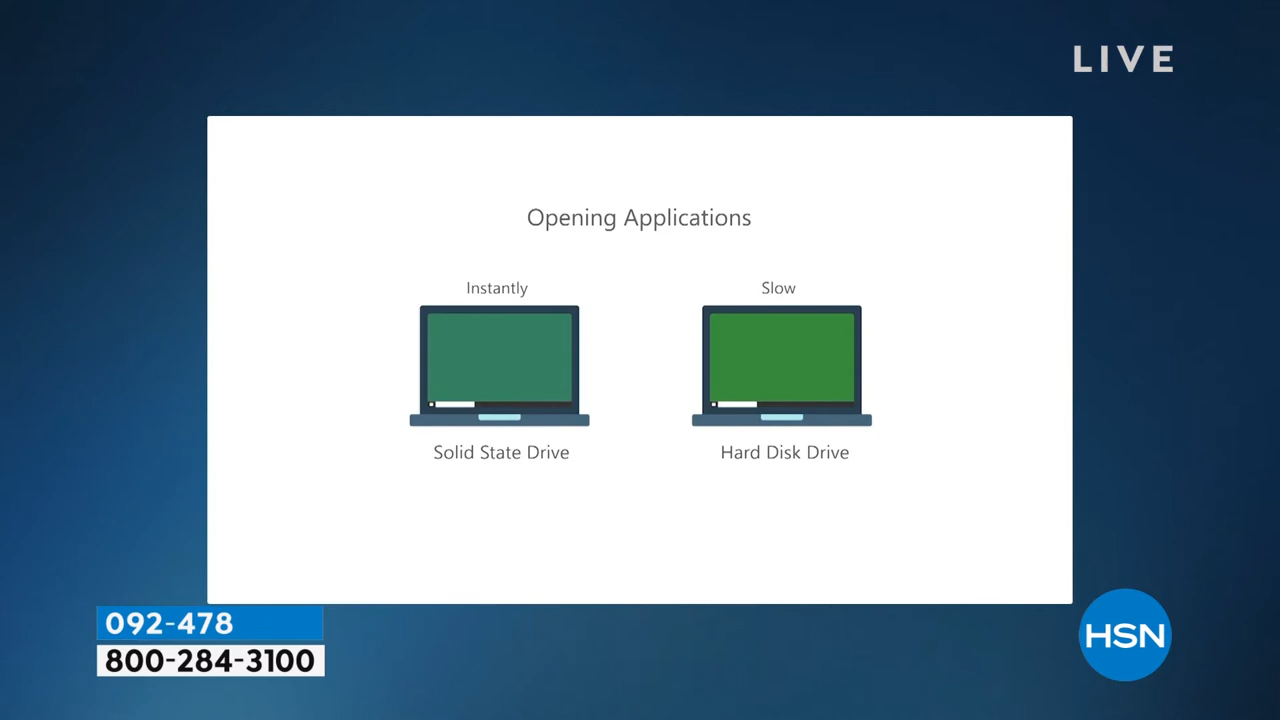 LIVE
Opening Applications
Instantly
Slow
Solid State Drive
Hard Disk Drive
092-478
800-284-3100
HSN